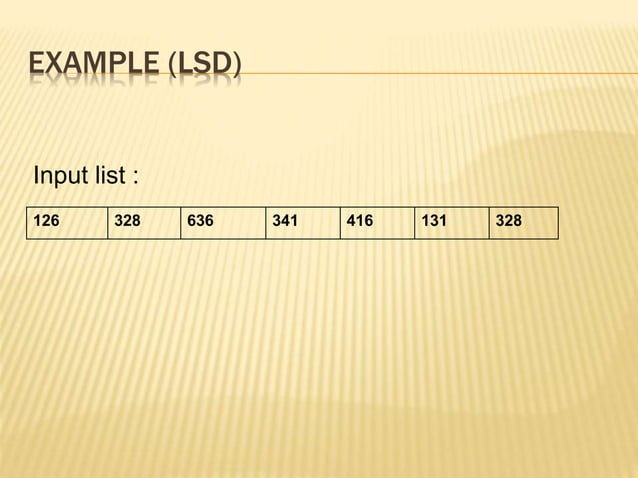 EXAMPLE (LSD)
Input list :
126 328 636 341 416 131 328